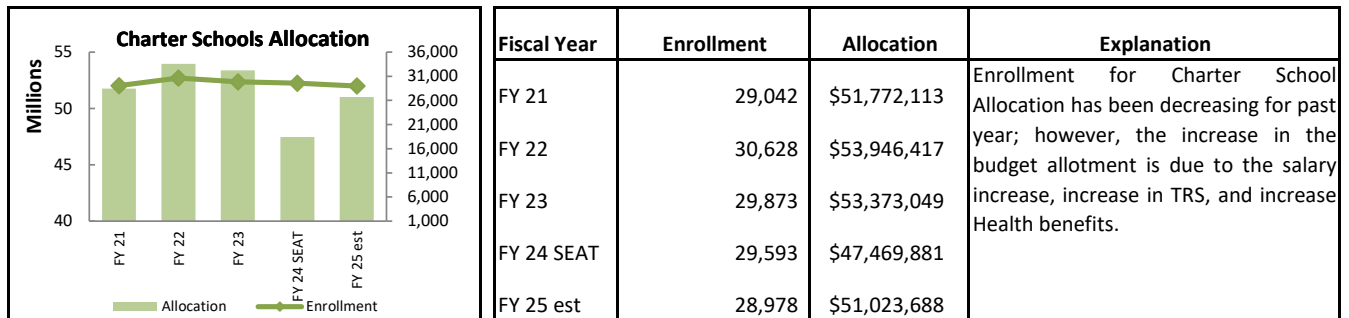 Charter Schools Allocation
Millions
55
50
45
40
36,000
31,000
26,000
21,000
16,000
11,000
6,000
1,000
FY 21
FY 22
FY 23
FY 24 SEAT
FY 25 est
Allocation
Enrollment
Fiscal Year Enrollment Allocation Explanation
FY 21 29,042 $51,772,113
FY 22 30,628 $53,946,417
FY 23 29,873 $53,373,049
FY 24 SEAT 29,593 $47,469,881
FY 25 est 28,978 $51,023,688
Enrollment for Charter School
Allocation has been decreasing for past
year; however, the increase in the
budget allotment is due to the salary
increase, increase in TRS, and increase
Health benefits.